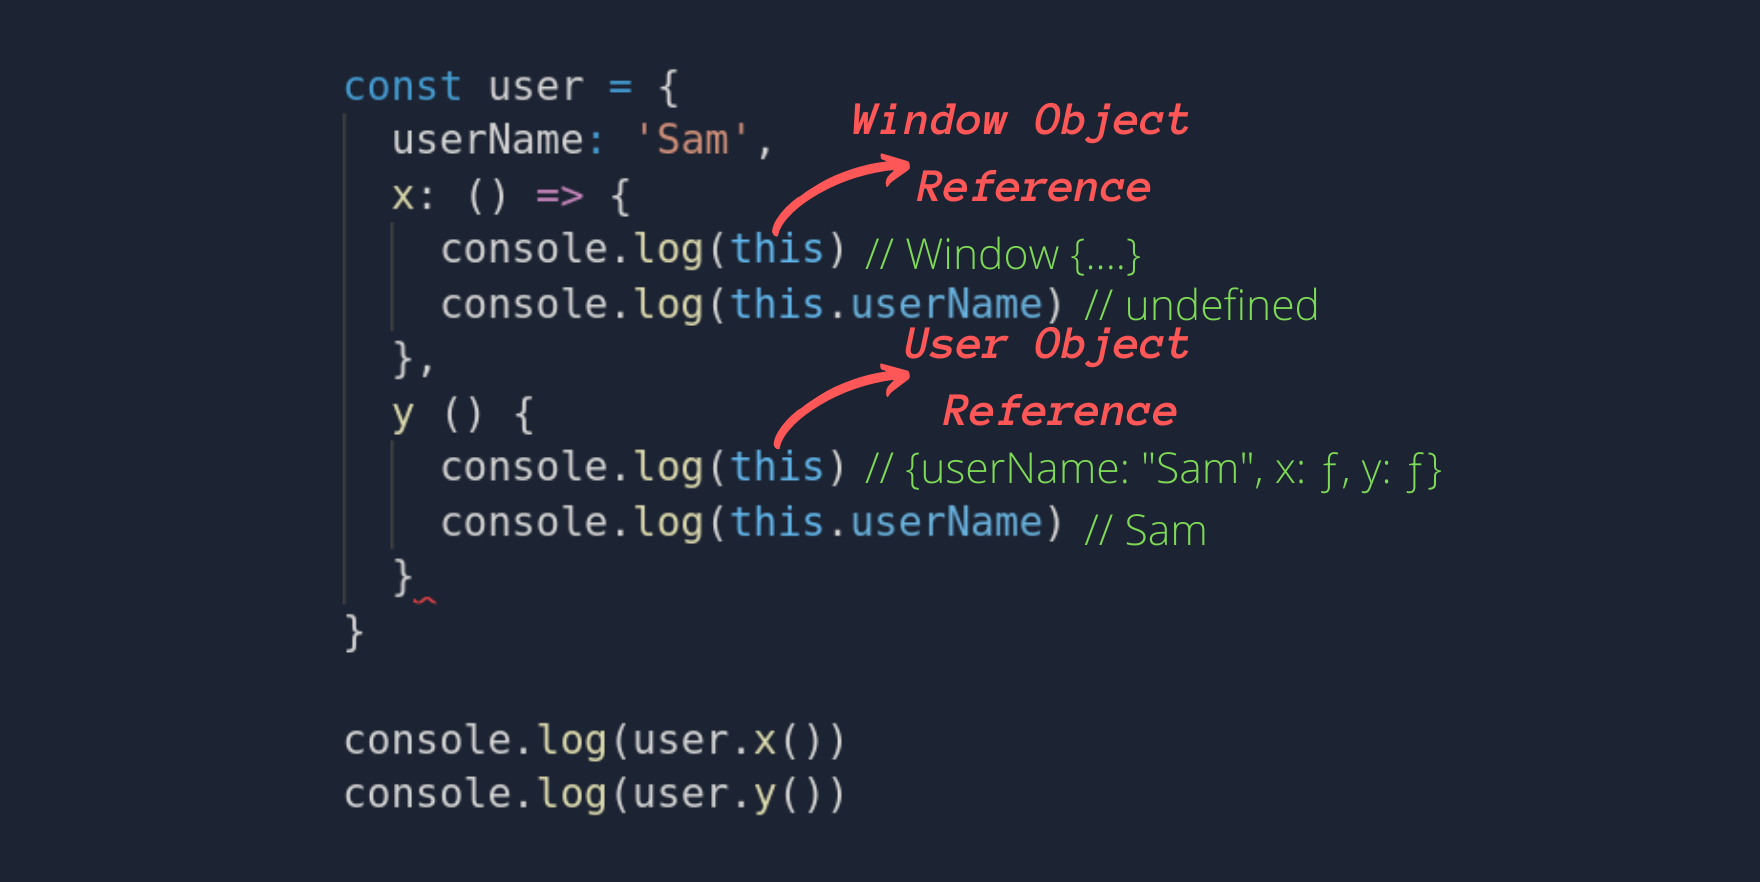 const user = {
userName: 'Sam',
Window Object
x: () => {
Reference
console.log(this) // Window {....}
console.log(this.userName) // undefined
User Object
},
y () {
Reference
console.log(this) // {userName: "Sam", x: ƒ, y: ƒ}
console.log(this.userName) // Sam
}
}
console.log(user.x())
console.log(user.y())